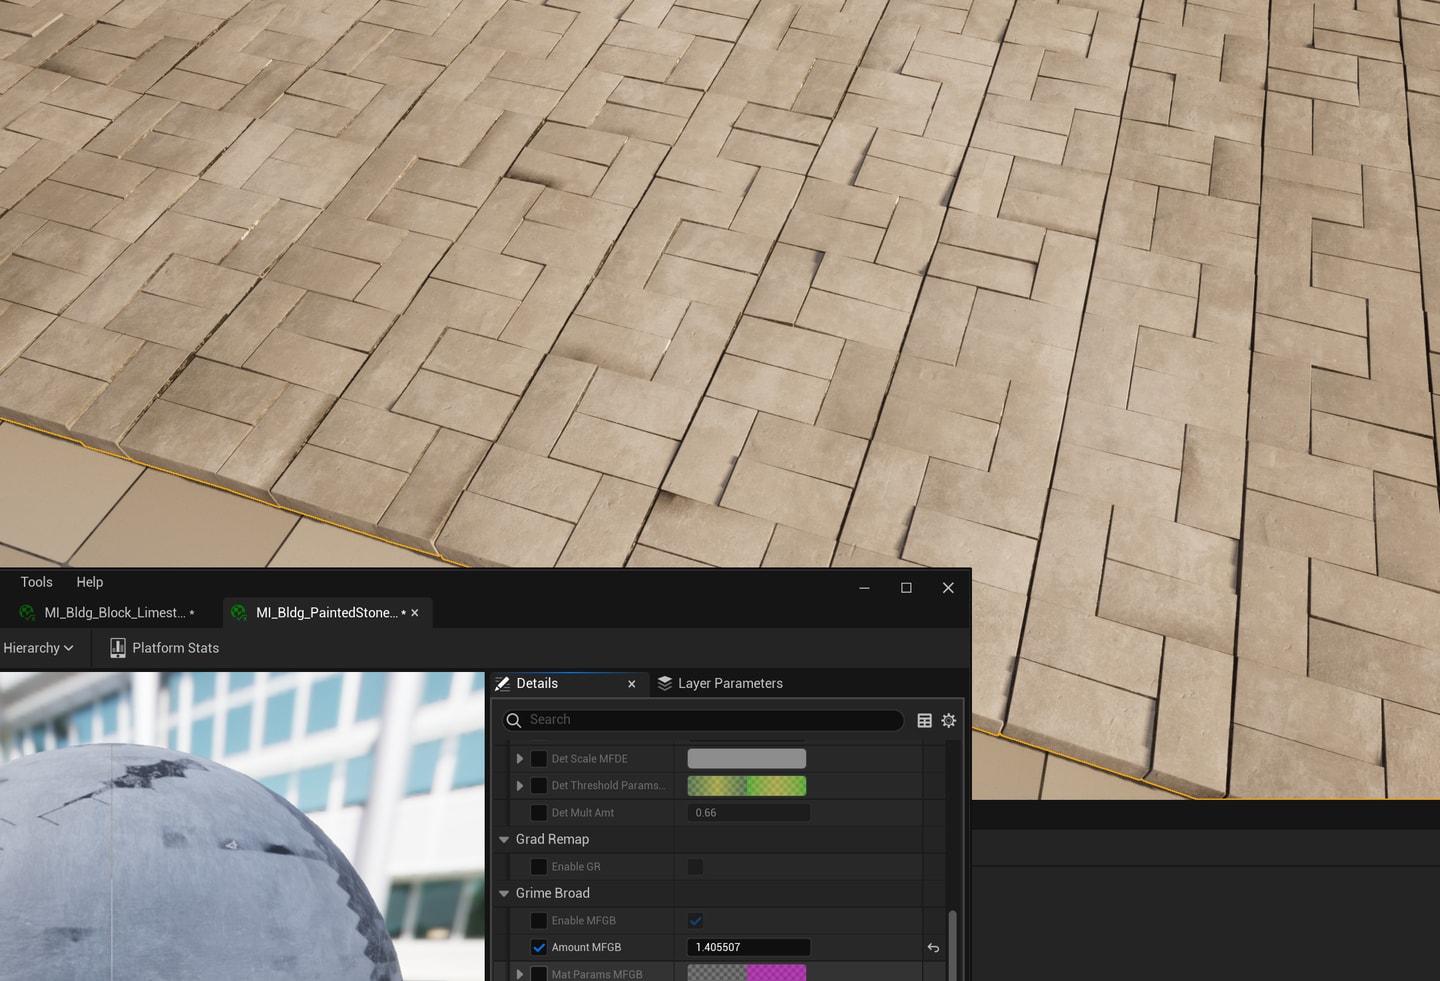 Tools Help
MI_Bldg_Block_Limest... *
MI_Bldg_PaintedStone... *
Hierarchy
Platform Stats
Details
Layer Parameters
Search
Det Scale MFDE
Det Threshold Params...
Det Mult Amt 0.66
Grad Remap
Enable GR
Grime Broad
Enable MFGB
Amount MFGB 1.405507
Mat Params MFGB